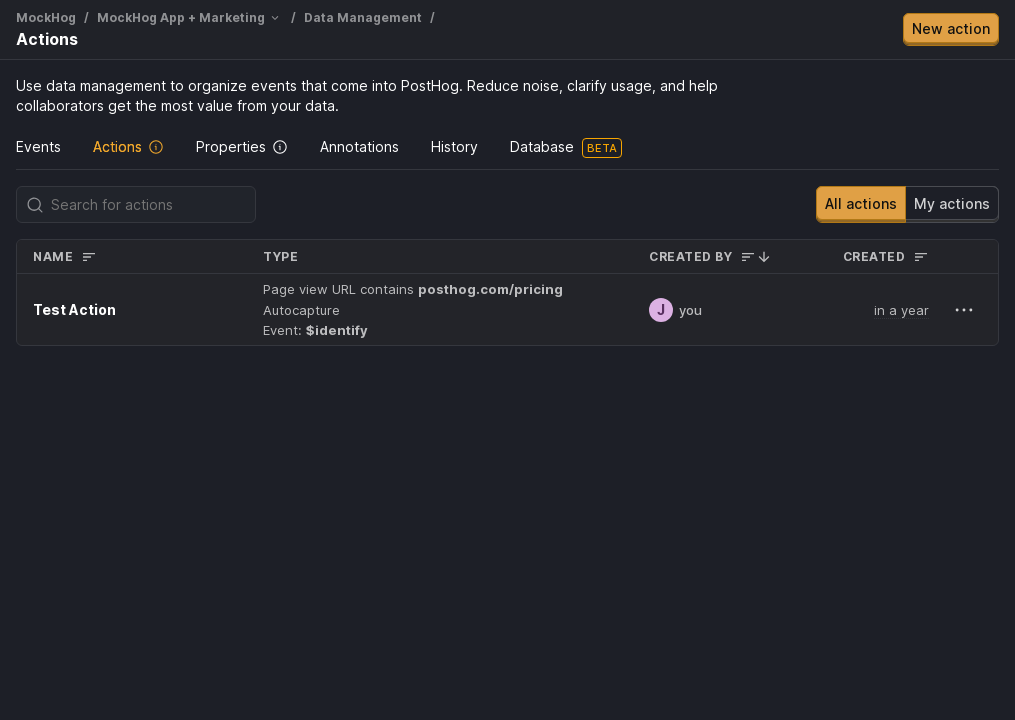 MockHog / MockHog App + Marketing / Data Management /
Actions
New action
Use data management to organize events that come into PostHog. Reduce noise, clarify usage, and help
collaborators get the most value from your data.
Events Actions Properties Annotations History Database BETA
Search for actions
All actions My actions
NAME TYPE CREATED BY CREATED
Test Action
Page view URL contains posthog.com/pricing
Autocapture
Event: $identify
J you
in a year